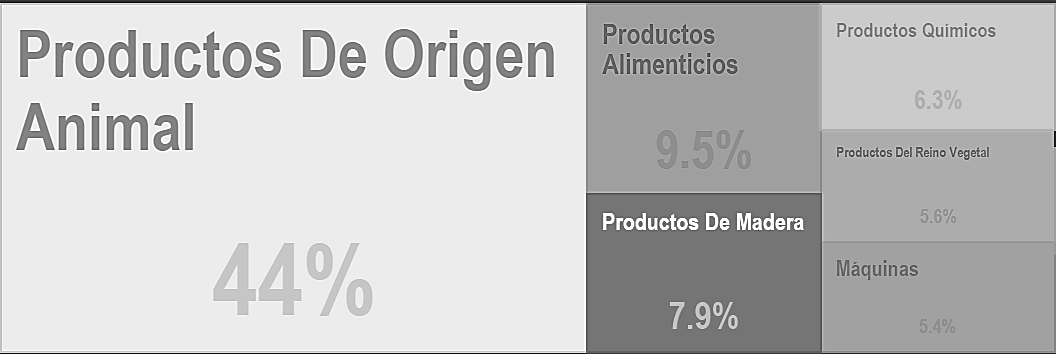 Productos De Origen
Animal
44%
Productos
Alimenticios
9.5%
Productos De Madera
7.9%
Productos Químicos
6.3%
Productos Del Reino Vegetal
5.6%
Máquinas
5.4%